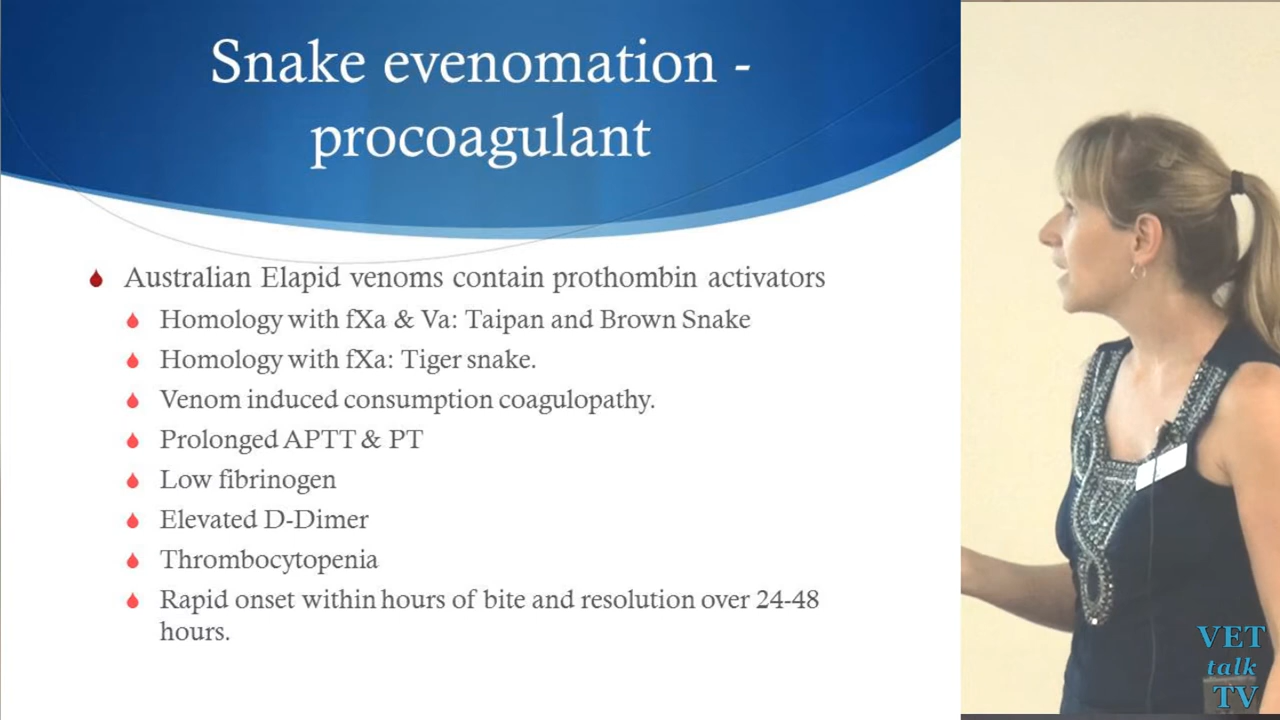 Snake evenomation -
procoagulant
Australian Elapid venoms contain prothombin activators
Homology with fXa & Va: Taipan and Brown Snake
Homology with fXa: Tiger snake.
Venom induced consumption coagulopathy.
Prolonged APTT & PT
Low fibrinogen
Elevated D-Dimer
Thrombocytopenia
Rapid onset within hours of bite and resolution over 24-48
hours.
VET
talk
TV